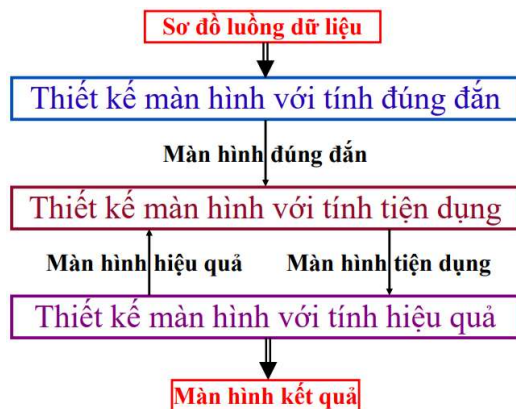 Sơ đồ luồng dữ liệu
Thiết kế màn hình với tính đúng đắn
Màn hình đúng đắn
Thiết kế màn hình với tính tiện dụng
Màn hình hiệu quả
Màn hình tiện dụng
Thiết kế màn hình với tính hiệu quả
Màn hình kết quả